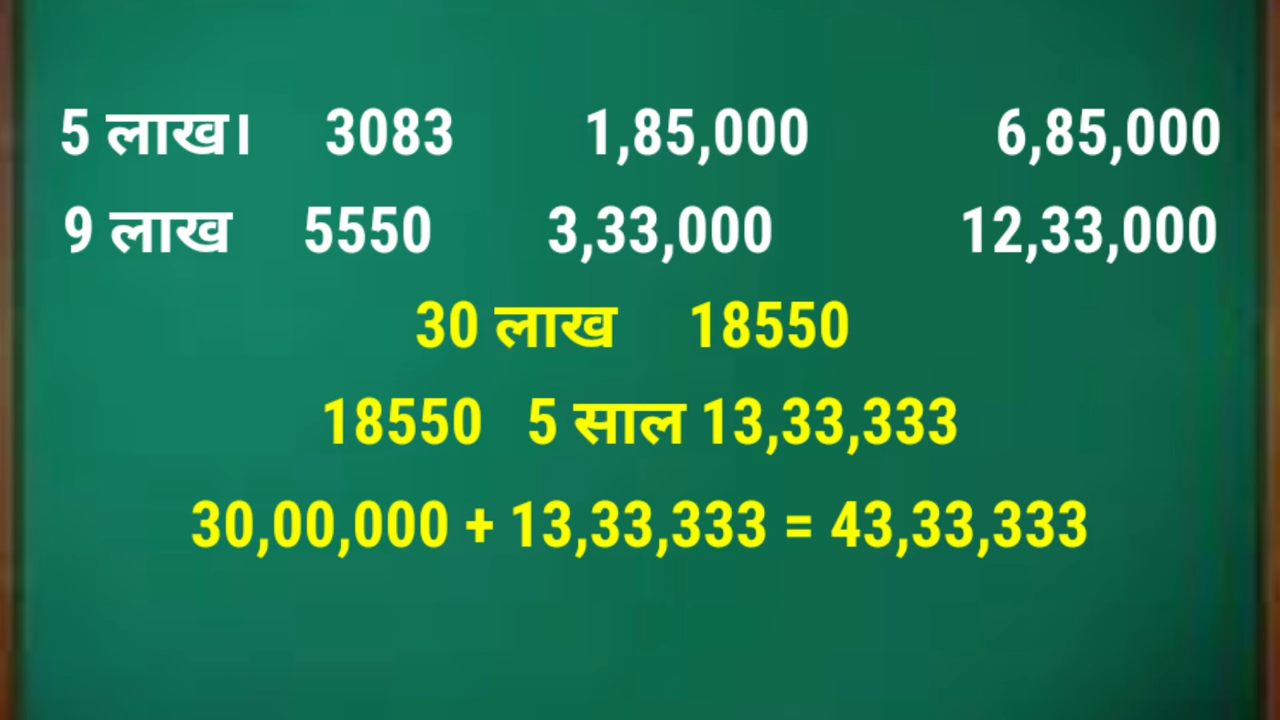 5 लाख। 3083 1,85,000 6,85,000
9 लाख 5550 3,33,000 12,33,000
30 लाख 18550
18550 5 साल 13,33,333
30,00,000 + 13,33,333 = 43,33,333